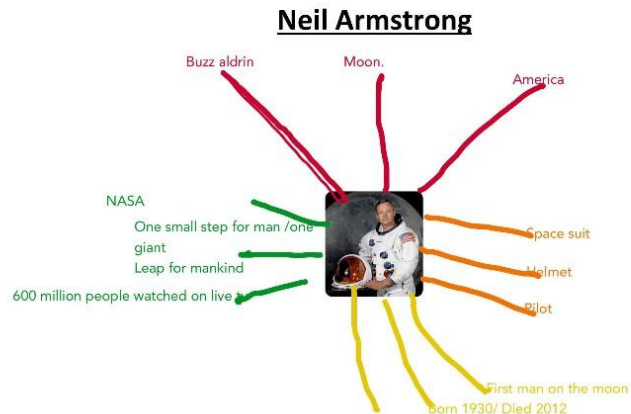 Neil Armstrong
Buzz aldrin
Moon.
America
NASA
One small step for man /one
giant
Leap for mankind
600 million people watched on live tv
Space suit
Helmet
Pilot
First man on the moon
Born 1930/ Died 2012